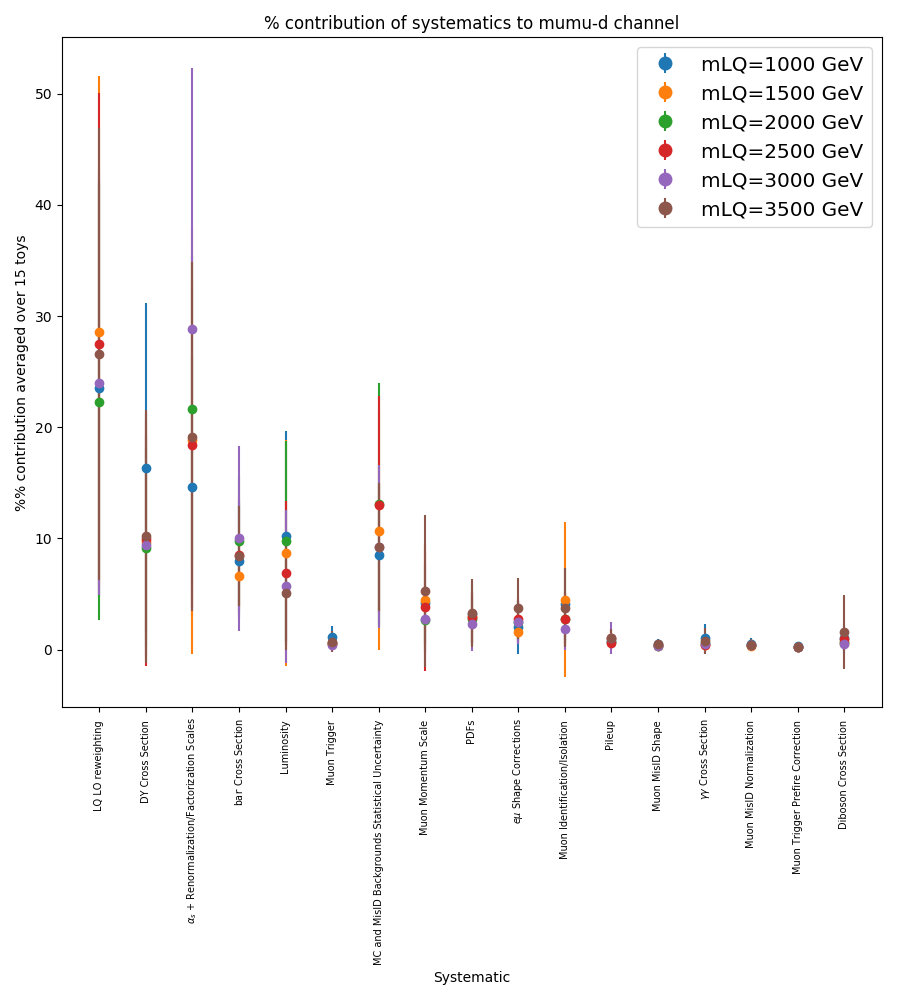 % contribution of systematics to mumu-d channel
mLQ=1000 GeV
mLQ=1500 GeV
mLQ=2000 GeV
mLQ=2500 GeV
mLQ=3000 GeV
mLQ=3500 GeV
%% contribution averaged over 15 toys
50
40
30
20
10
0
LQ LO reweighting
DY Cross Section
αs + Renormalization/Factorization Scales
bar Cross Section
Luminosity
Muon Trigger
MC and MisID Backgrounds Statistical Uncertainty
Muon Momentum Scale
PDFs
eμ Shape Corrections
Muon Identification/Isolation
Pileup
Muon MisID Shape
γγ Cross Section
Muon MisID Normalization
Muon Trigger Prefire Correction
Diboson Cross Section
Systematic